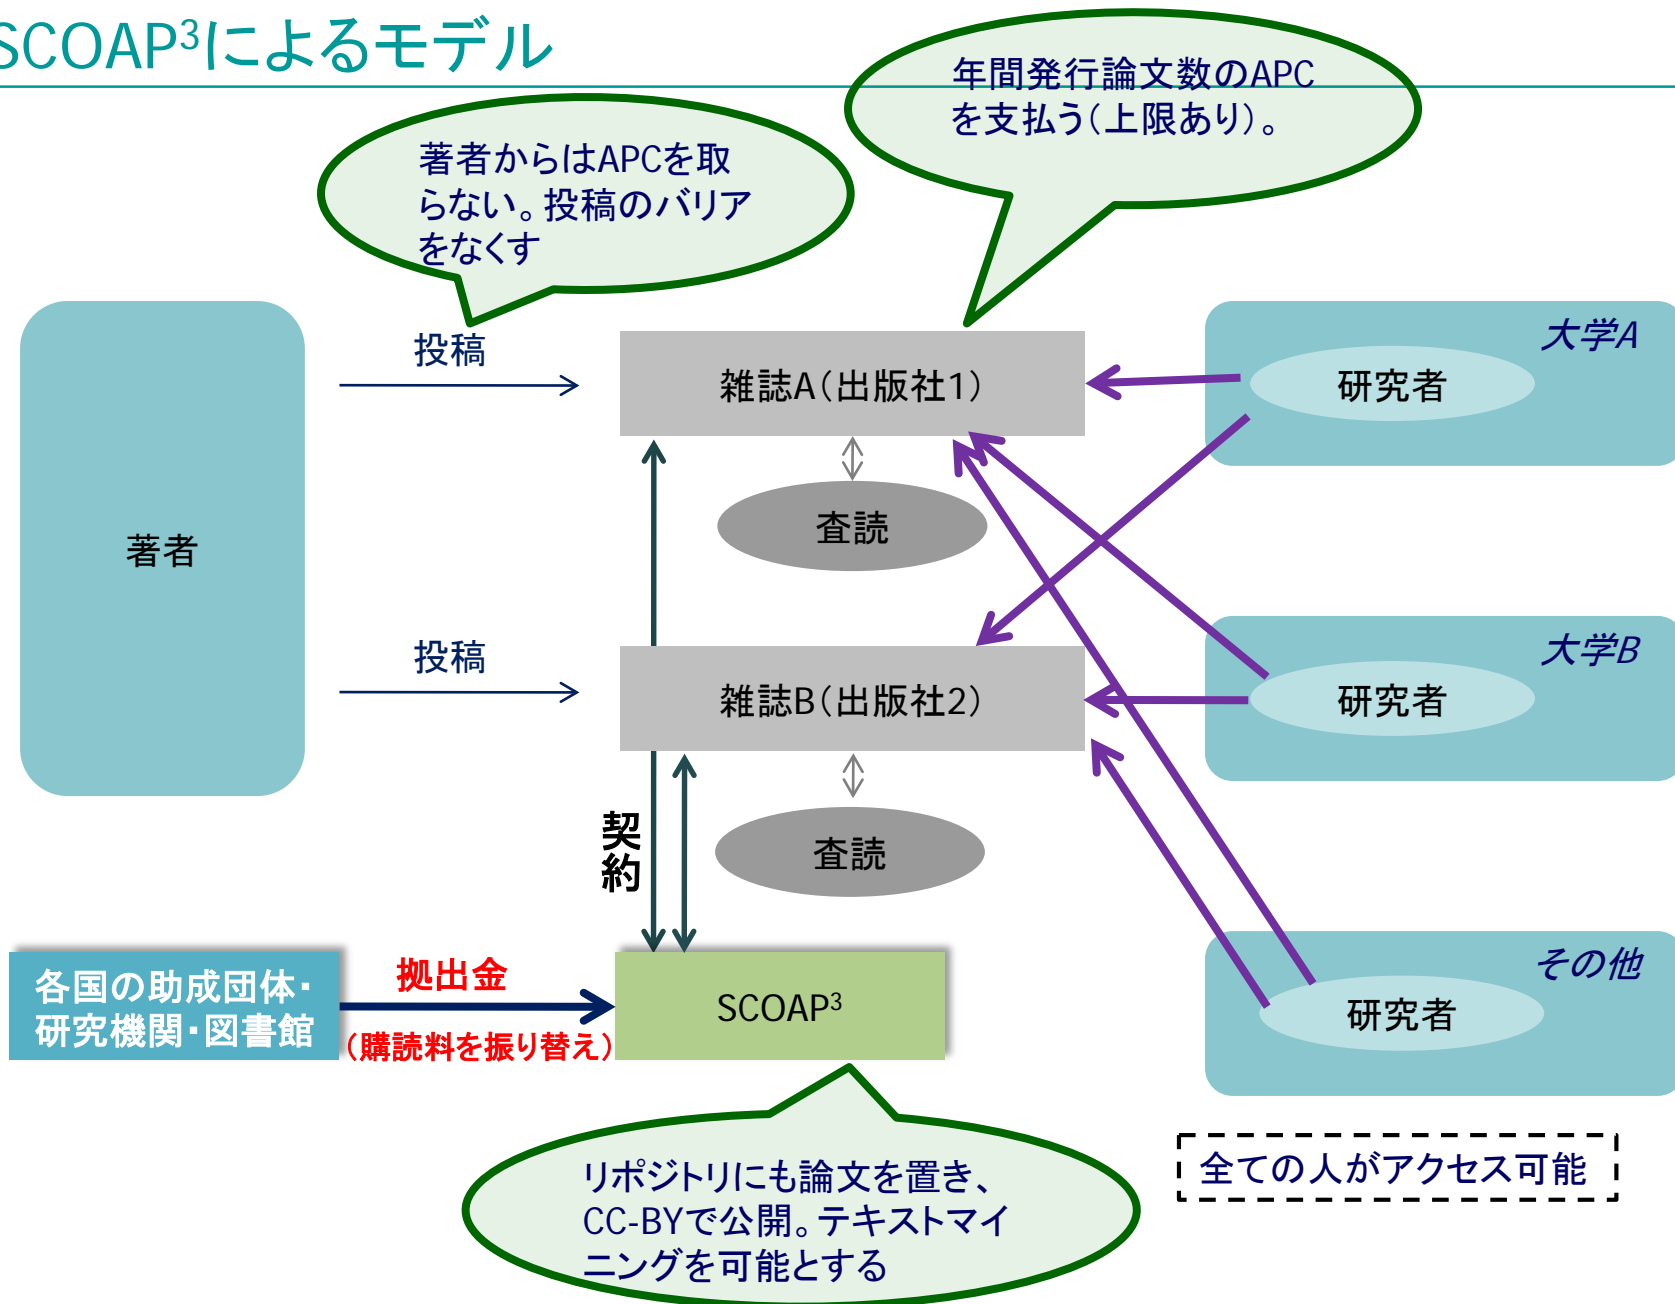 SCOAP³によるモデル
年間発行論文数のAPC
を支払う（上限あり）。
著者からはAPCを取
らない。投稿のバリア
をなくす
投稿
雑誌A（出版社1）
大学A
研究者
査読
著者
投稿
雑誌B（出版社2）
大学B
研究者
契約
査読
各国の助成団体・
研究機関・図書館
拠出金
（購読料を振り替え）
SCOAP³
その他
研究者
全ての人がアクセス可能
リポジトリにも論文を置き、
CC-BYで公開。テキストマイ
ニングを可能とする